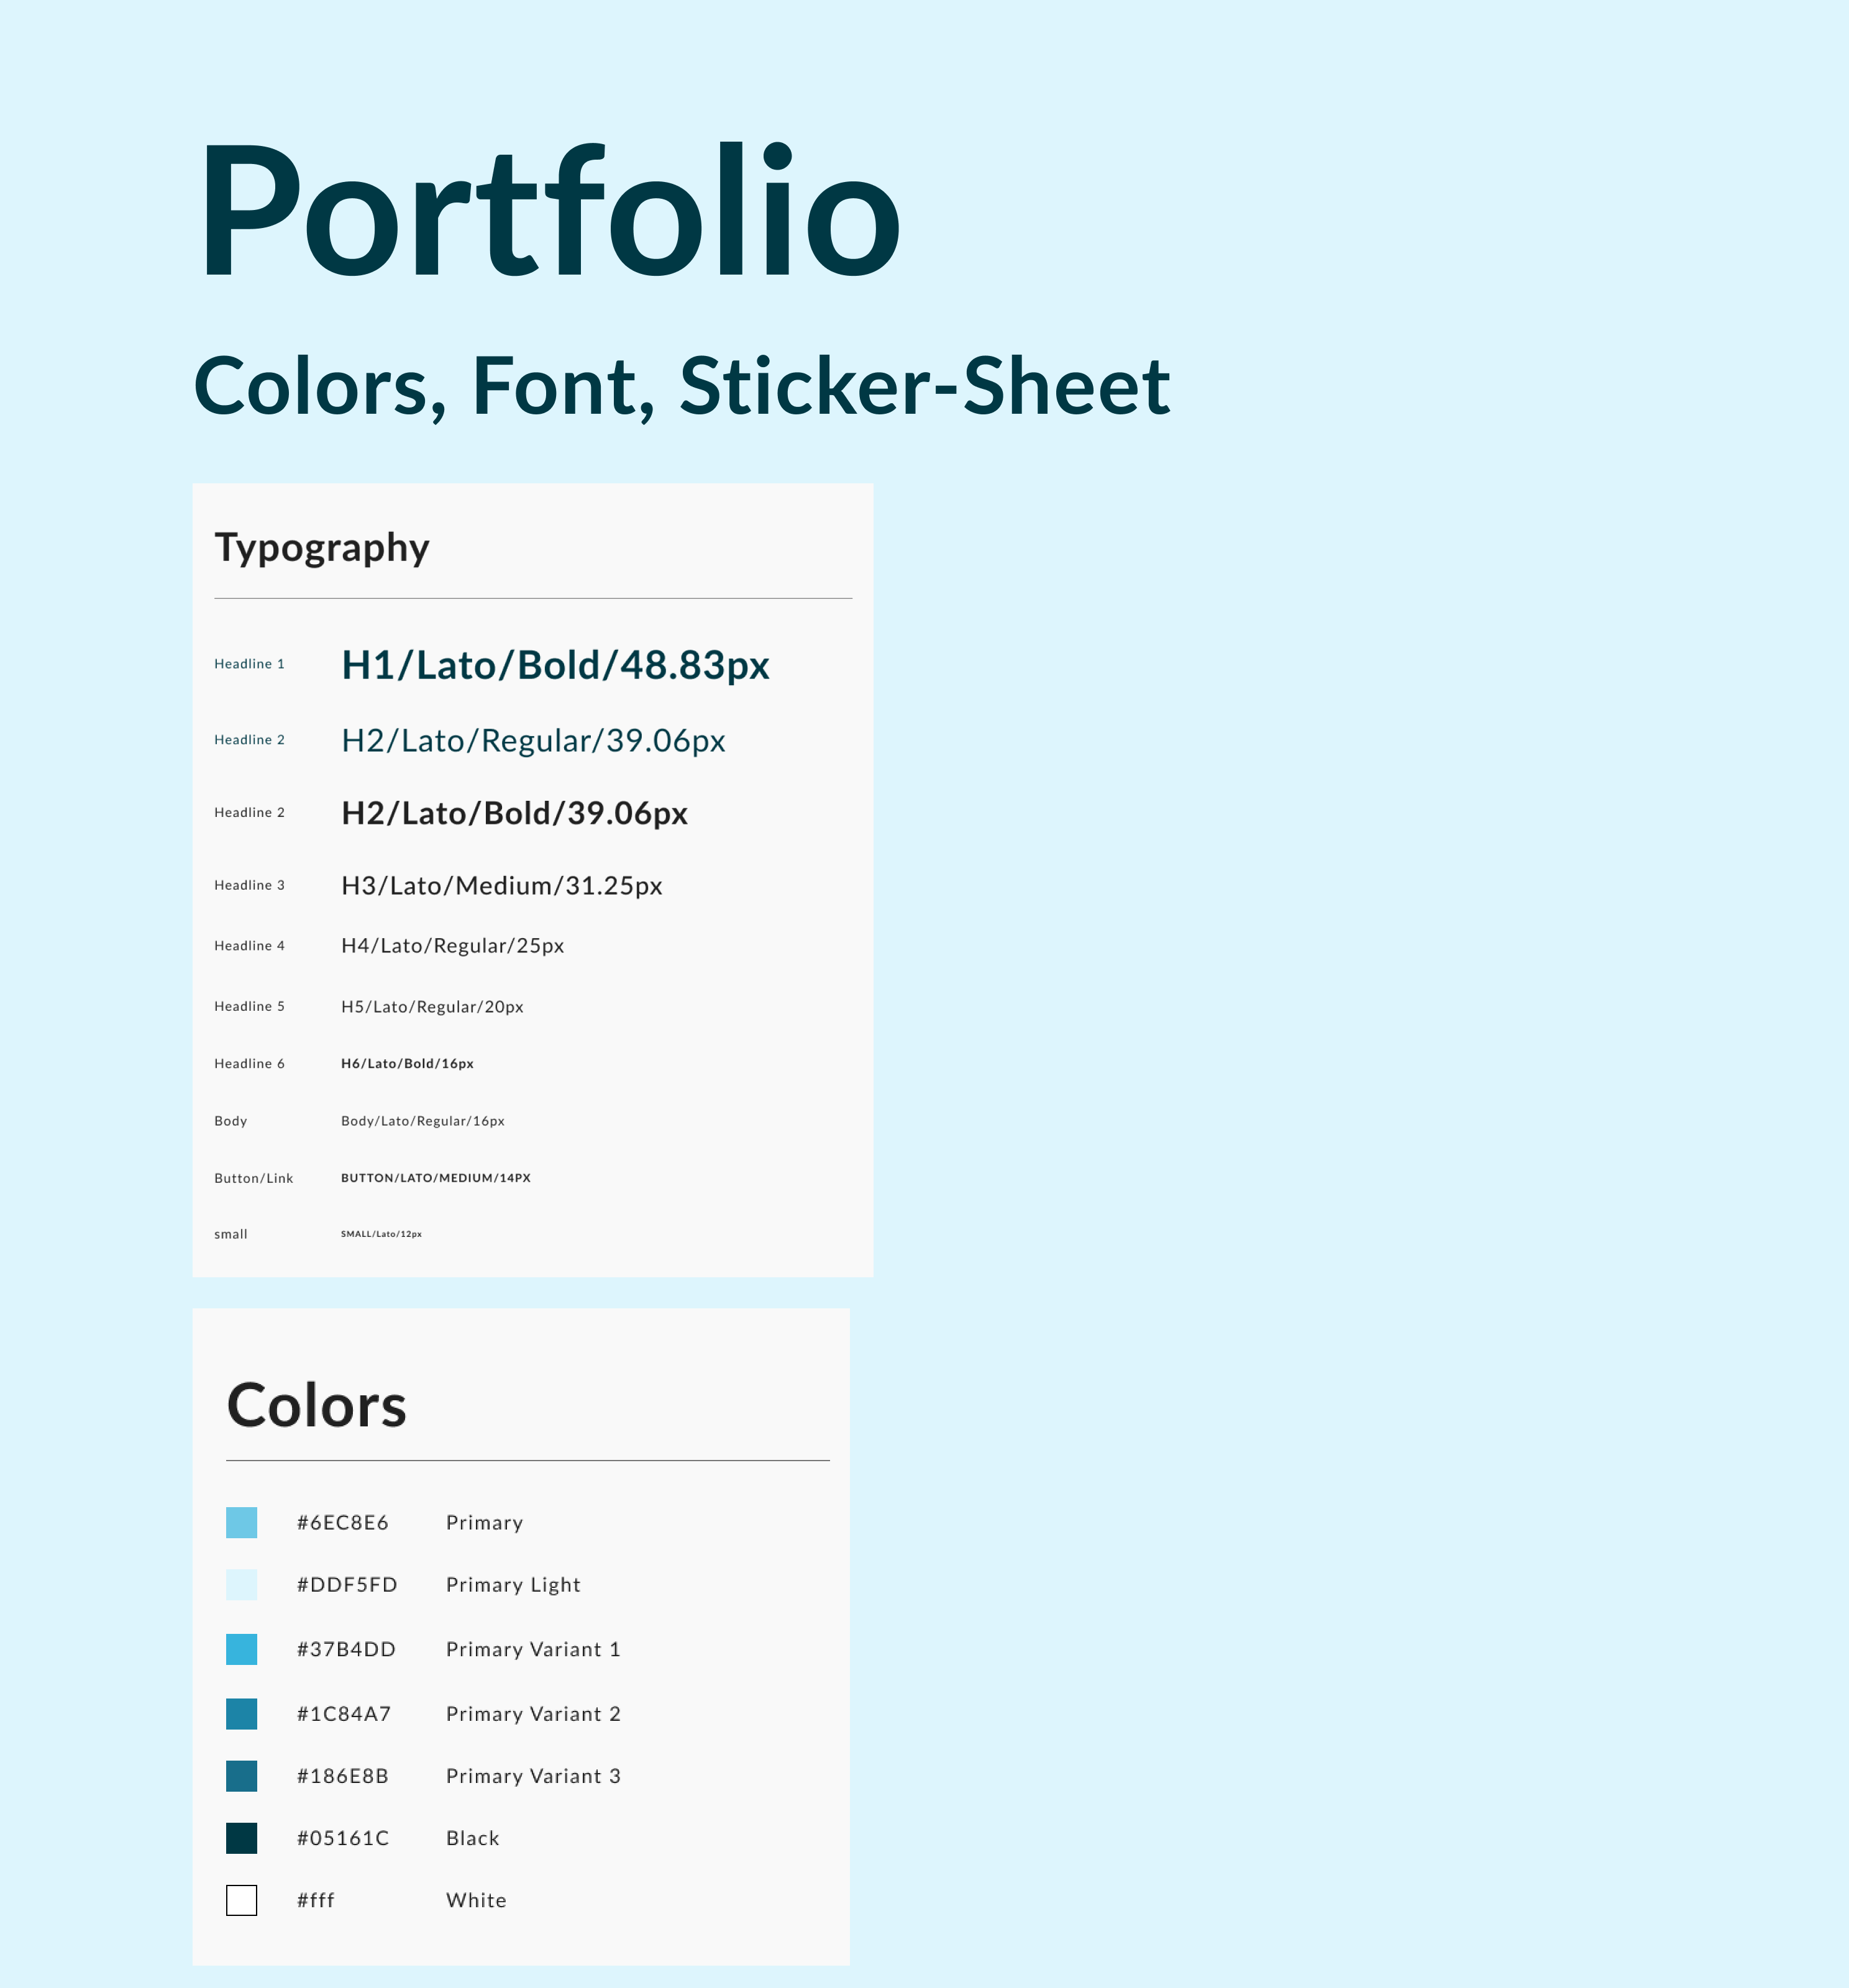 Portfolio
Colors, Font, Sticker-Sheet
Typography
Headline 1 H1/Lato/Bold/48.83px
Headline 2 H2/Lato/Regular/39.06px
Headline 2 H2/Lato/Bold/39.06px
Headline 3 H3/Lato/Medium/31.25px
Headline 4 H4/Lato/Regular/25px
Headline 5 H5/Lato/Regular/20px
Headline 6 H6/Lato/Bold/16px
Body Body/Lato/Regular/16px
Button/Link BUTTON/LATO/MEDIUM/14PX
small SMALL/Lato/12px
Colors
#6EC8E6 Primary
#DDF5FD Primary Light
#37B4DD Primary Variant 1
#1C84A7 Primary Variant 2
#186E8B Primary Variant 3
#05161C Black
#fff White